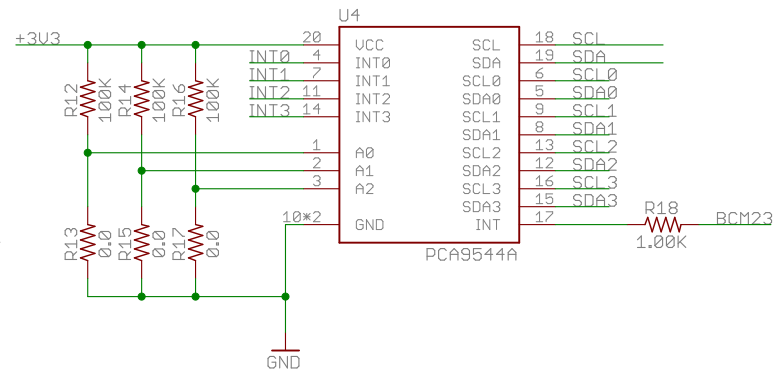 U4
+3V3
20 VCC SCL 18 SCL
INT0 4 INT0 SDA 19 SDA
INT1 7 INT1 SCL0 6 SCL0
INT2 11 INT2 SDA0 5 SDA0
INT3 14 INT3 SCL1 9 SCL1
SDA1 8 SDA1
1 A0 SCL2 13 SCL2
2 A1 SDA2 12 SDA2
3 A2 SCL3 16 SCL3
SDA3 15 SDA3
10*2 GND INT 17
R12 100K R14 100K R16 100K
R13 0.0 R15 0.0 R17 0.0
R18
BCM23
1.00K
PCA9544A
GND